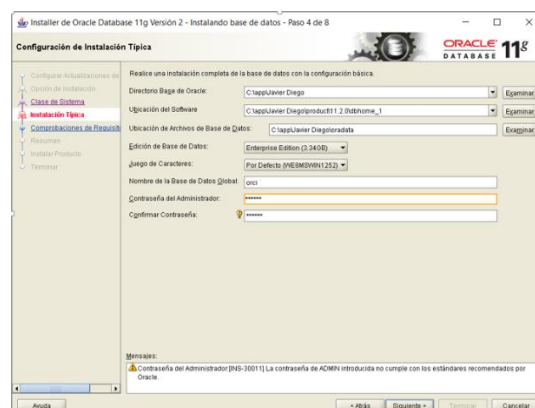 Installer de Oracle Database 11g Versión 2 - Instalando base de datos - Paso 4 de 8
Configuración de Instalación Típica
ORACLE 11g
DATABASE
Configurar Actualizaciones de
Opción de Instalación
Clase de Sistema
Instalación Típica
Comprobaciones de Requisit
Resumen
Instalar Producto
Terminar
Realice una instalación completa de la base de datos con la configuración básica.
Directorio Base de Oracle: C:\app\Javier Diego Examinar
Ubicación del Software C:\app\Javier Diego\product\11.2.0\dbhome_1 Examinar
Ubicación de Archivos de Base de Datos: C:\app\Javier Diego\oradata Examinar
Edición de Base de Datos: Enterprise Edition (3.34GB)
Juego de Caracteres: Por Defecto (WE8MSWIN1252)
Nombre de la Base de Datos Global: orcl
Contraseña del Administrador: ******
Confirmar Contraseña: ******
Mensajes:
Contraseña del Administrador:[INS-30011] La contraseña de ADMIN introducida no cumple con los estándares recomendados por
Oracle.
Ayuda < Atrás Siguiente > Terminar Cancelar